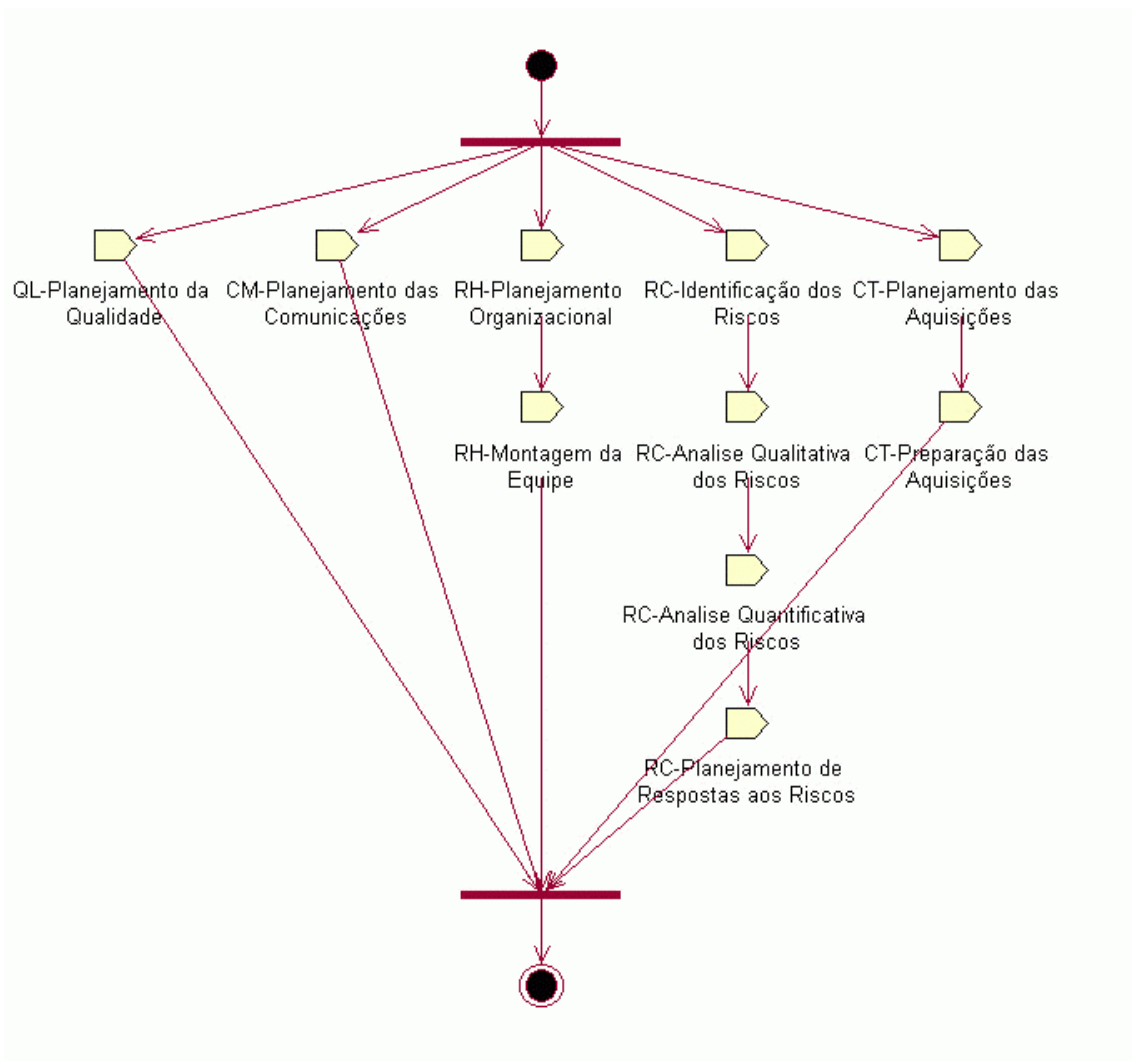 QL-Planejamento da
Qualidade
CM-Planejamento das
Comunicações
RH-Planejamento
Organizacional
RC-Identificação dos
Riscos
CT-Planejamento das
Aquisições
RH-Montagem da
Equipe
RC-Analise Qualitativa
dos Riscos
CT-Preparação das
Aquisições
RC-Analise Quantificativa
dos Riscos
RC-Planejamento de
Respostas aos Riscos